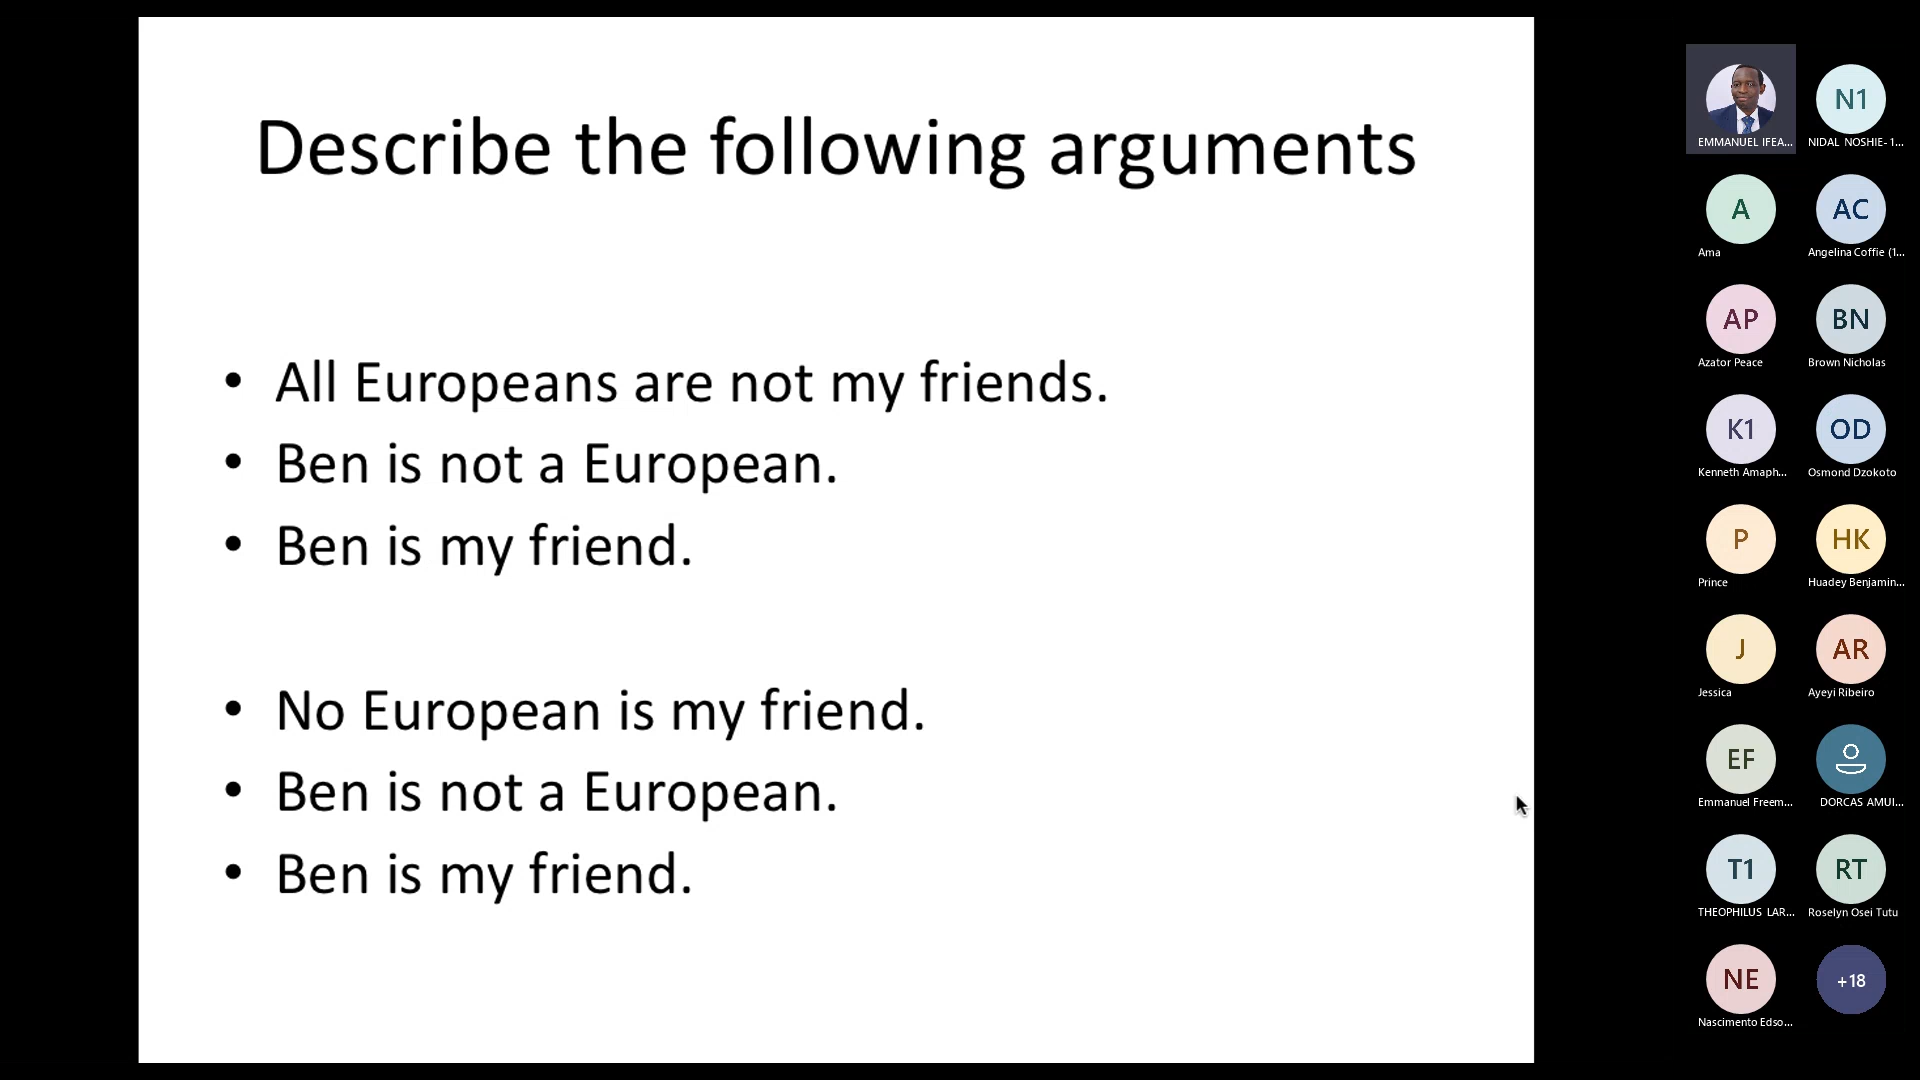 Describe the following arguments
• All Europeans are not my friends.
• Ben is not a European.
• Ben is my friend.
• No European is my friend.
• Ben is not a European.
• Ben is my friend.
EMMANUEL IFEA...
N1
NIDAL NOSHIE- 1...
A
Ama
AC
Angelina Coffie (1...
AP
Azator Peace
BN
Brown Nicholas
K1
Kenneth Amaph...
OD
Osmond Dzokoto
P
Prince
HK
Huadey Benjamin...
J
Jessica
AR
Ayeyi Ribeiro
EF
Emmanuel Freem...
DORCAS AMUI...
T1
THEOPHILUS LAR...
RT
Roselyn Osei Tutu
NE
Nascimento Edso...
+18